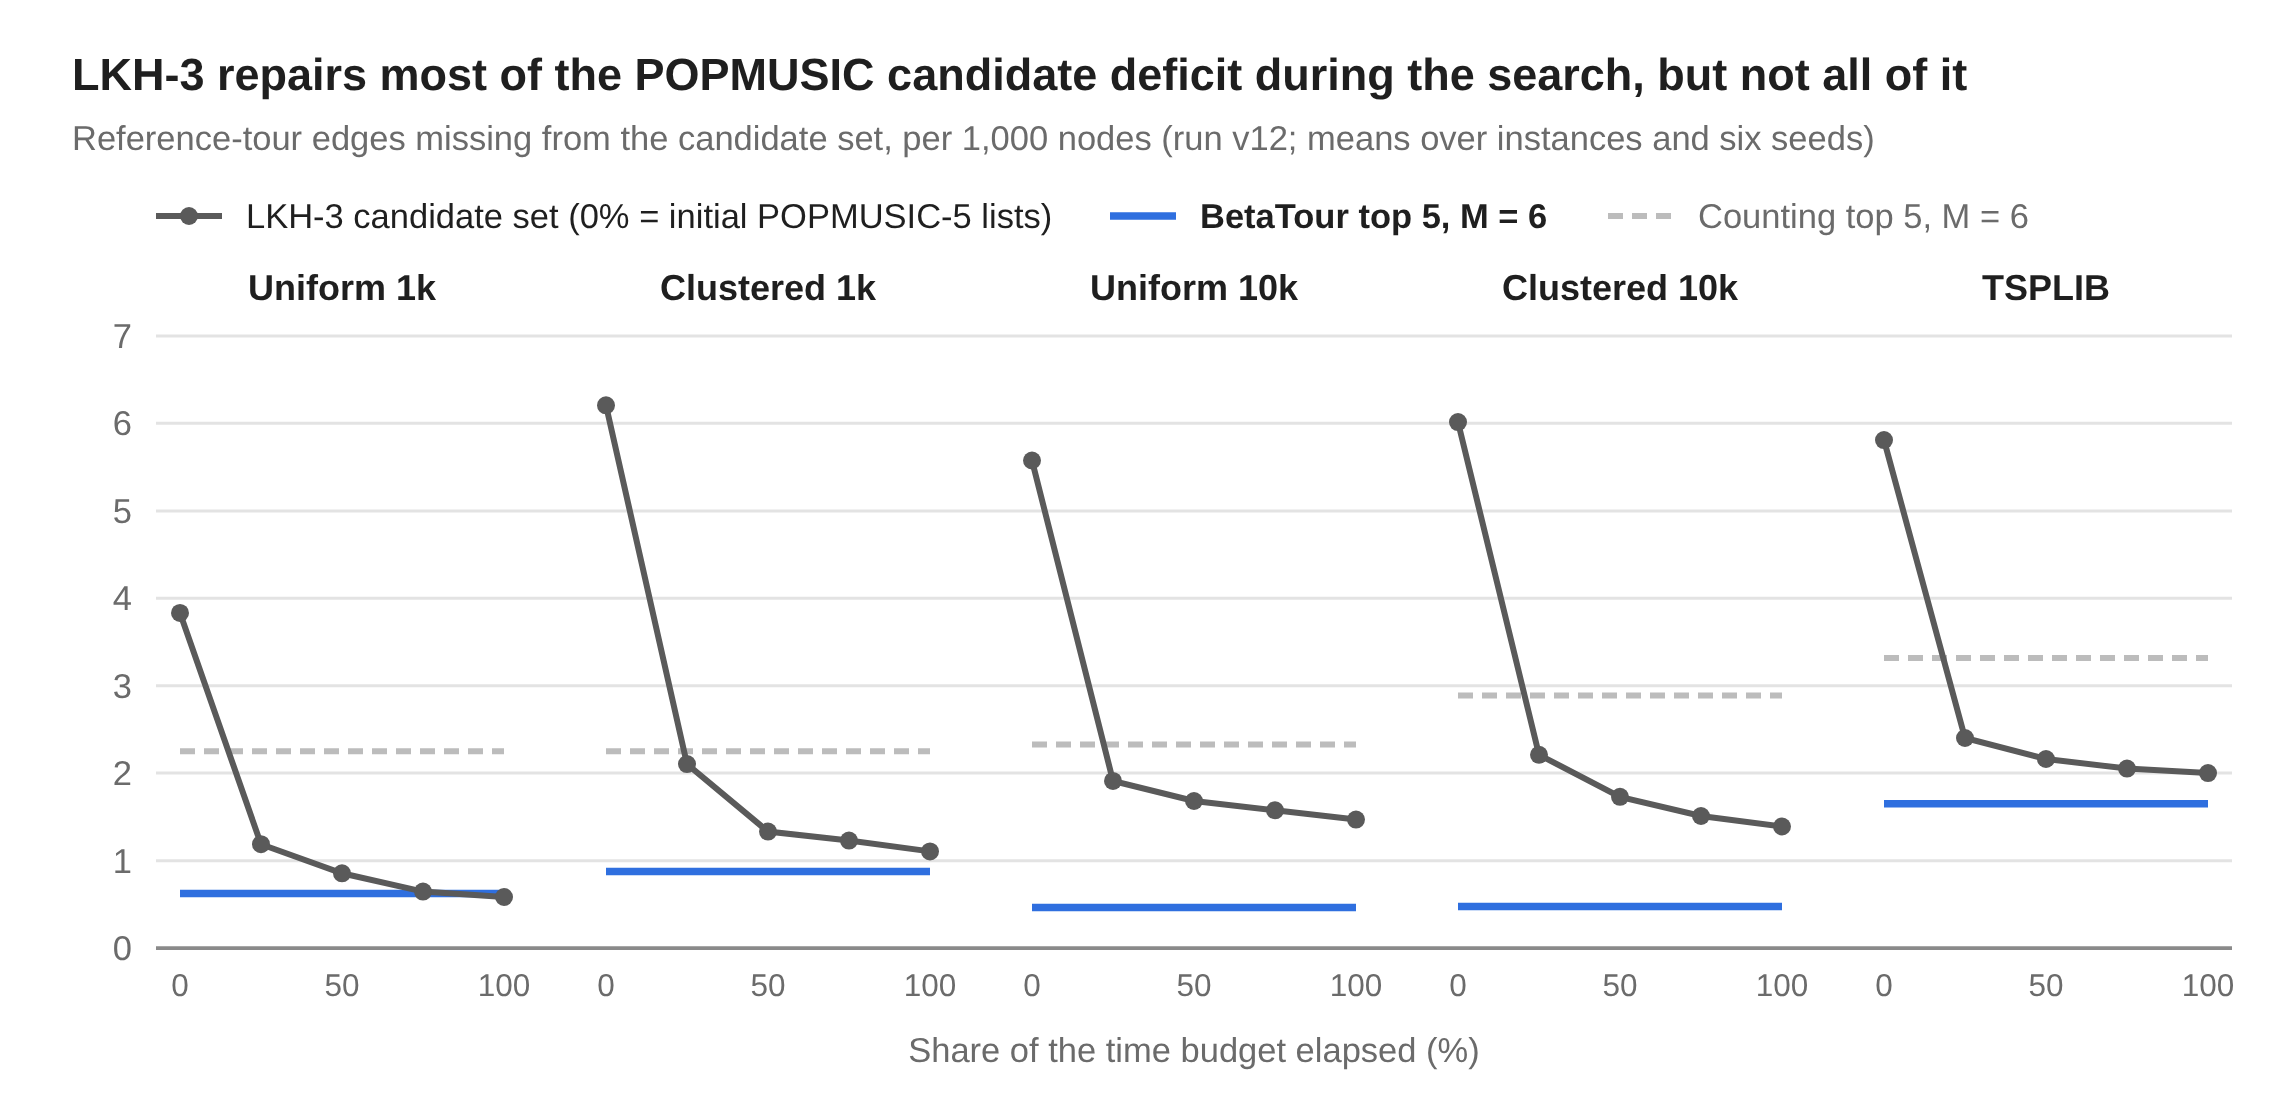 LKH-3 repairs most of the POPMUSIC candidate deficit during the search, but not all of it
Reference-tour edges missing from the candidate set, per 1,000 nodes (run v12; means over instances and six seeds)
LKH-3 candidate set (0% = initial POPMUSIC-5 lists) BetaTour top 5, M = 6 Counting top 5, M = 6
Uniform 1k Clustered 1k Uniform 10k Clustered 10k TSPLIB
7
6
5
4
3
2
1
0
0 50 100 0 50 100 0 50 100 0 50 100 0 50 100
Share of the time budget elapsed (%)